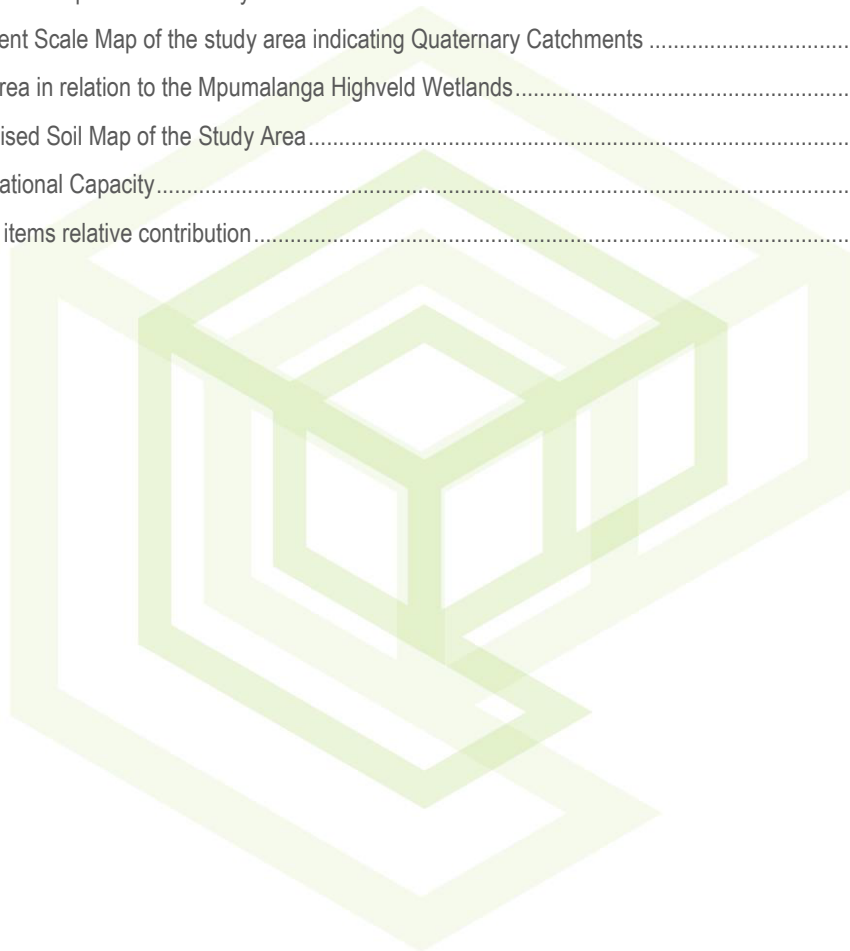 ent Scale Map of the study area indicating Quaternary Catchments ..................................
rea in relation to the Mpumalanga Highveld Wetlands..........................................................
ised Soil Map of the Study Area............................................................................................
ational Capacity....................................................................................................................
items relative contribution.....................................................................................................